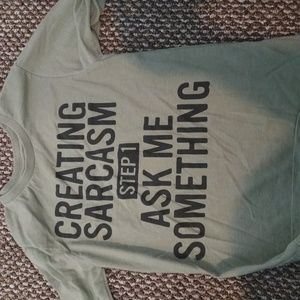 CREATING
SARCASM
STEP 1
ASK ME
SOMETHING